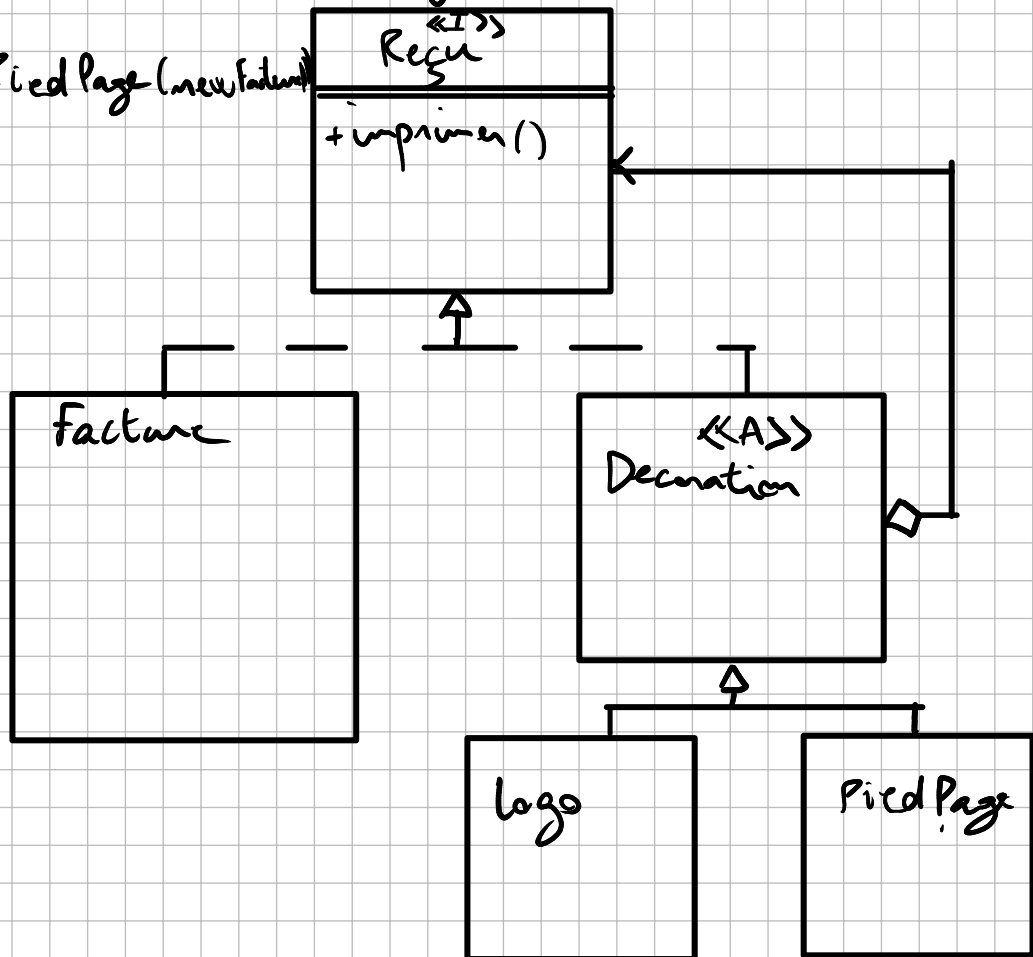 <<I>>
Reçu
PiedPage(new Facture)
+ imprimer()
Facture
<<A>>
Decoration
Logo
PiedPage